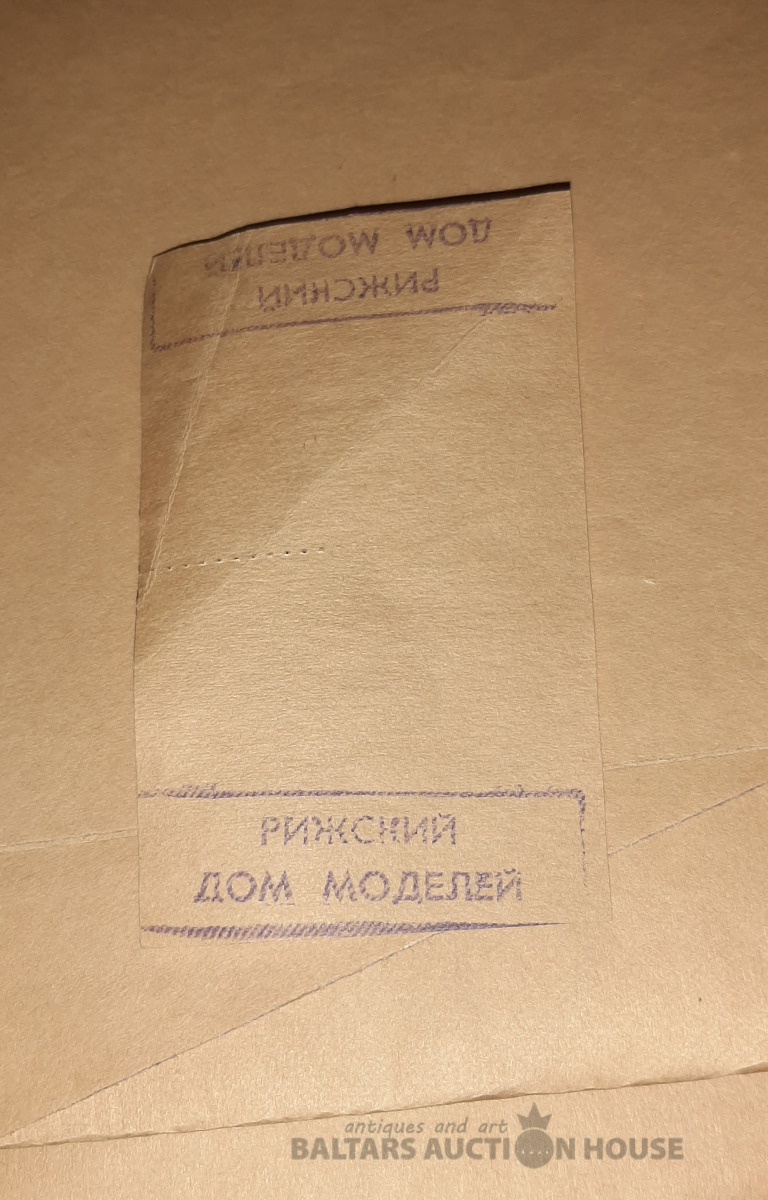 ДОМ МОДЕЛЕЙ
РИЖСКИЙ
РИЖСКИЙ
ДОМ МОДЕЛЕЙ
antiques and art
BALTARS AUCTION HOUSE